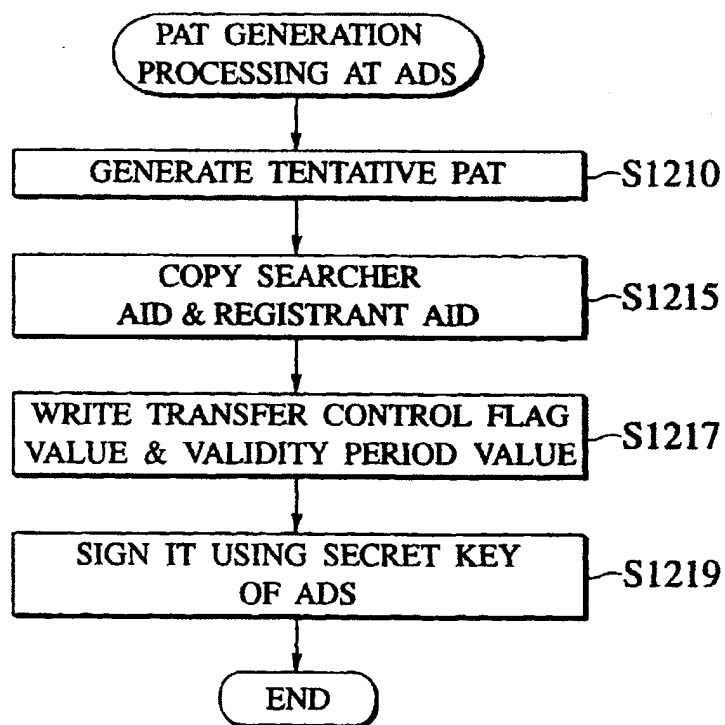 PAT GENERATION
PROCESSING AT ADS
GENERATE TENTATIVE PAT
S1210
COPY SEARCHER
AID & REGISTRANT AID
S1215
WRITE TRANSFER CONTROL FLAG
VALUE & VALIDITY PERIOD VALUE
S1217
SIGN IT USING SECRET KEY
OF ADS
S1219
END